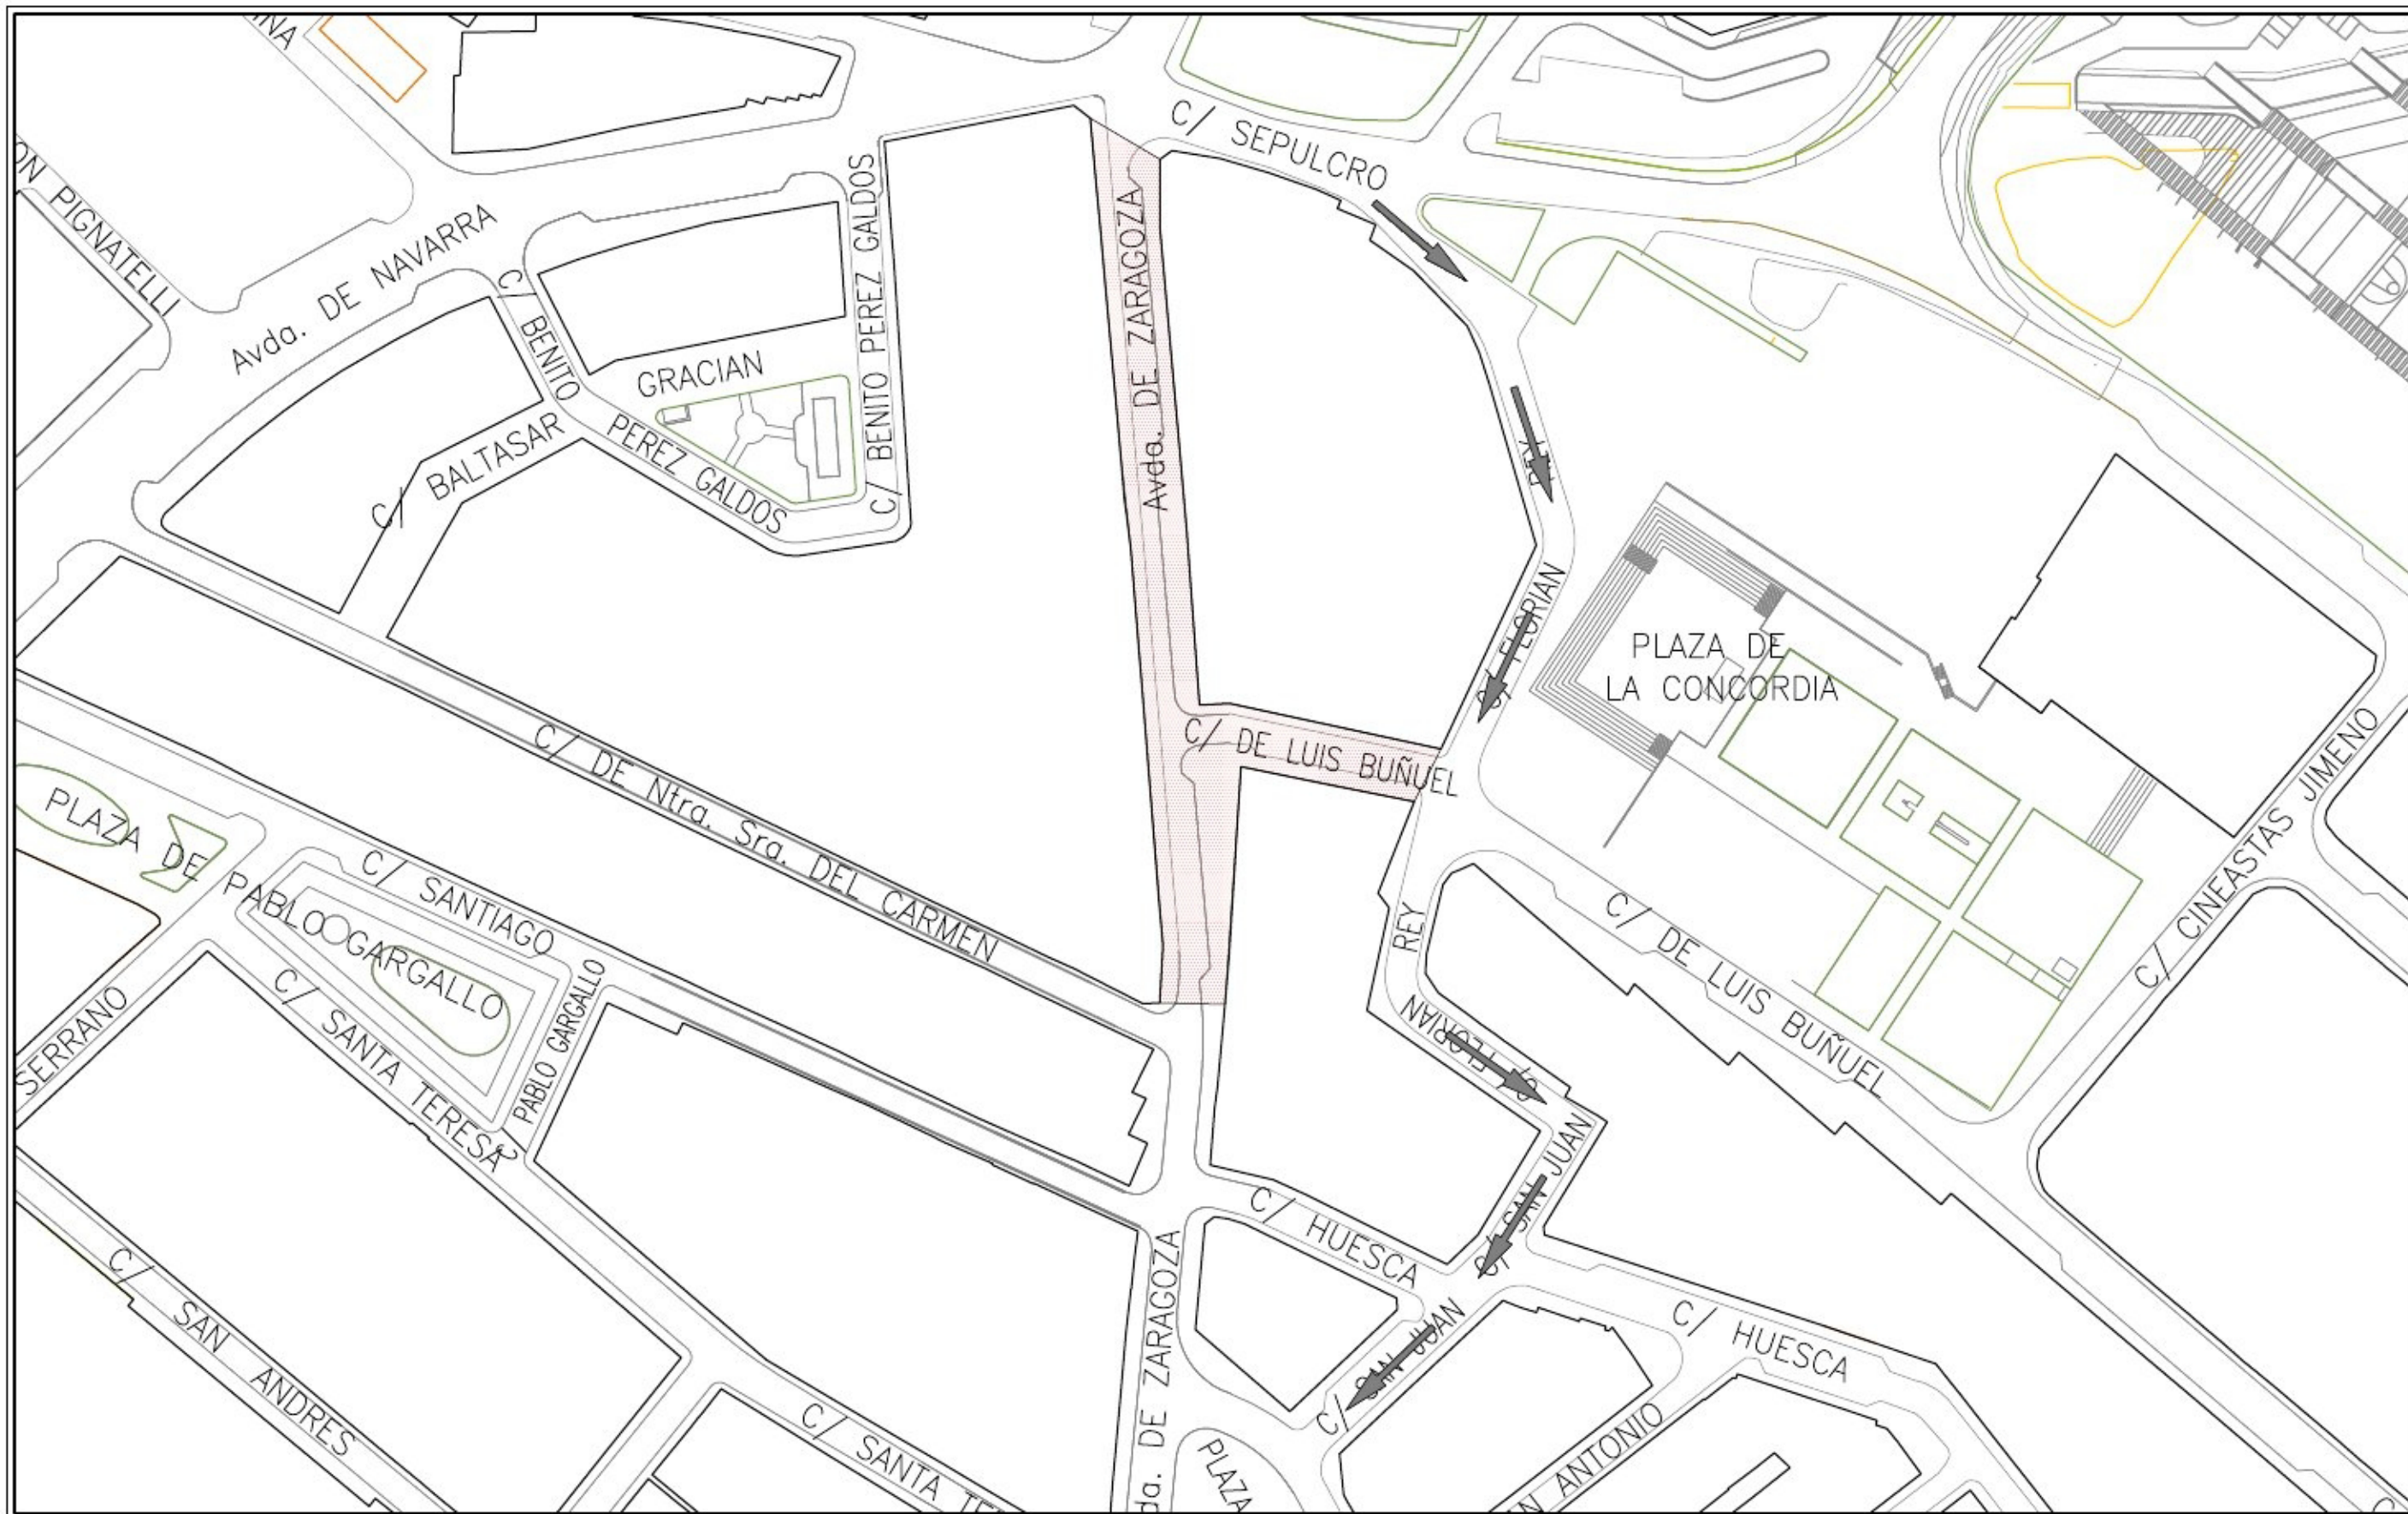 C/ SEPULCRO
PIGNATELLI
Avda. DE NAVARRA
C/ BENITO
PEREZ GALDOS
GRACIAN
C/ BALTASAR
C/ BENITO PEREZ GALDOS
Avda. DE ZARAGOZA
REY
C/ FLORIAN
PLAZA DE
LA CONCORDIA
C/ DE LUIS BUÑUEL
C/ DE Ntra. Sra. DEL CARMEN
C/ CINEASTAS JIMENO
PLAZA DE
PABLO GARGALLO
C/ SANTIAGO
C/ PABLO GARGALLO
SERRANO
C/ SANTA TERESA
REY
C/ FLORIAN
C/ DE LUIS BUÑUEL
C/ SAN JUAN
C/ HUESCA
C/ SAN JUAN
C/ HUESCA
C/ SAN ANDRES
DE ZARAGOZA
C/ SANTA
PLAZA
ANTONIO